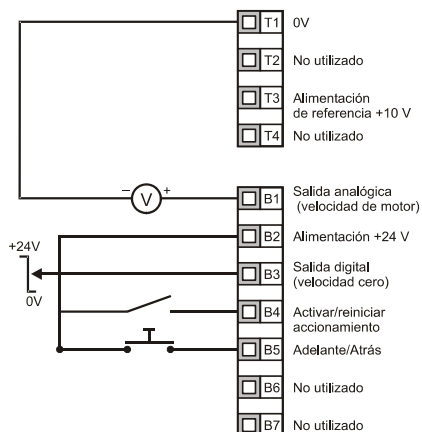 T1 0V
T2 No utilizado
T3 Alimentación
de referencia +10 V
T4 No utilizado
– V +
B1 Salida analógica
(velocidad de motor)
B2 Alimentación +24 V
+24V
0V
B3 Salida digital
(velocidad cero)
B4 Activar/reiniciar
accionamiento
B5 Adelante/Atrás
B6 No utilizado
B7 No utilizado